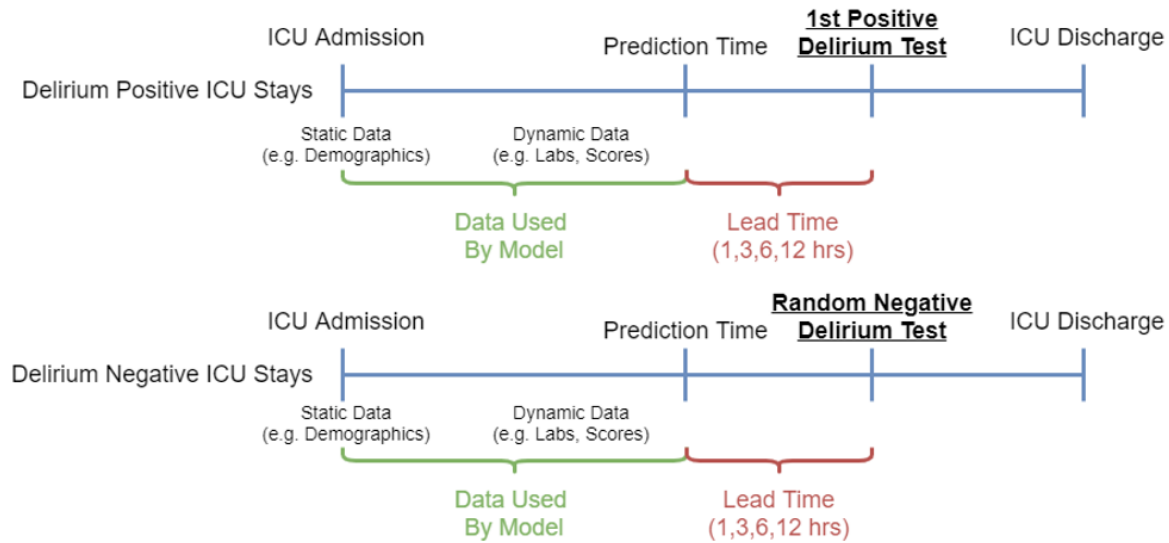 ICU Admission
Prediction Time
1st Positive
Delirium Test
ICU Discharge
Delirium Positive ICU Stays
Static Data
(e.g. Demographics)
Dynamic Data
(e.g. Labs, Scores)
Data Used
By Model
Lead Time
(1,3,6,12 hrs)
ICU Admission
Prediction Time
Random Negative
Delirium Test
ICU Discharge
Delirium Negative ICU Stays
Static Data
(e.g. Demographics)
Dynamic Data
(e.g. Labs, Scores)
Data Used
By Model
Lead Time
(1,3,6,12 hrs)